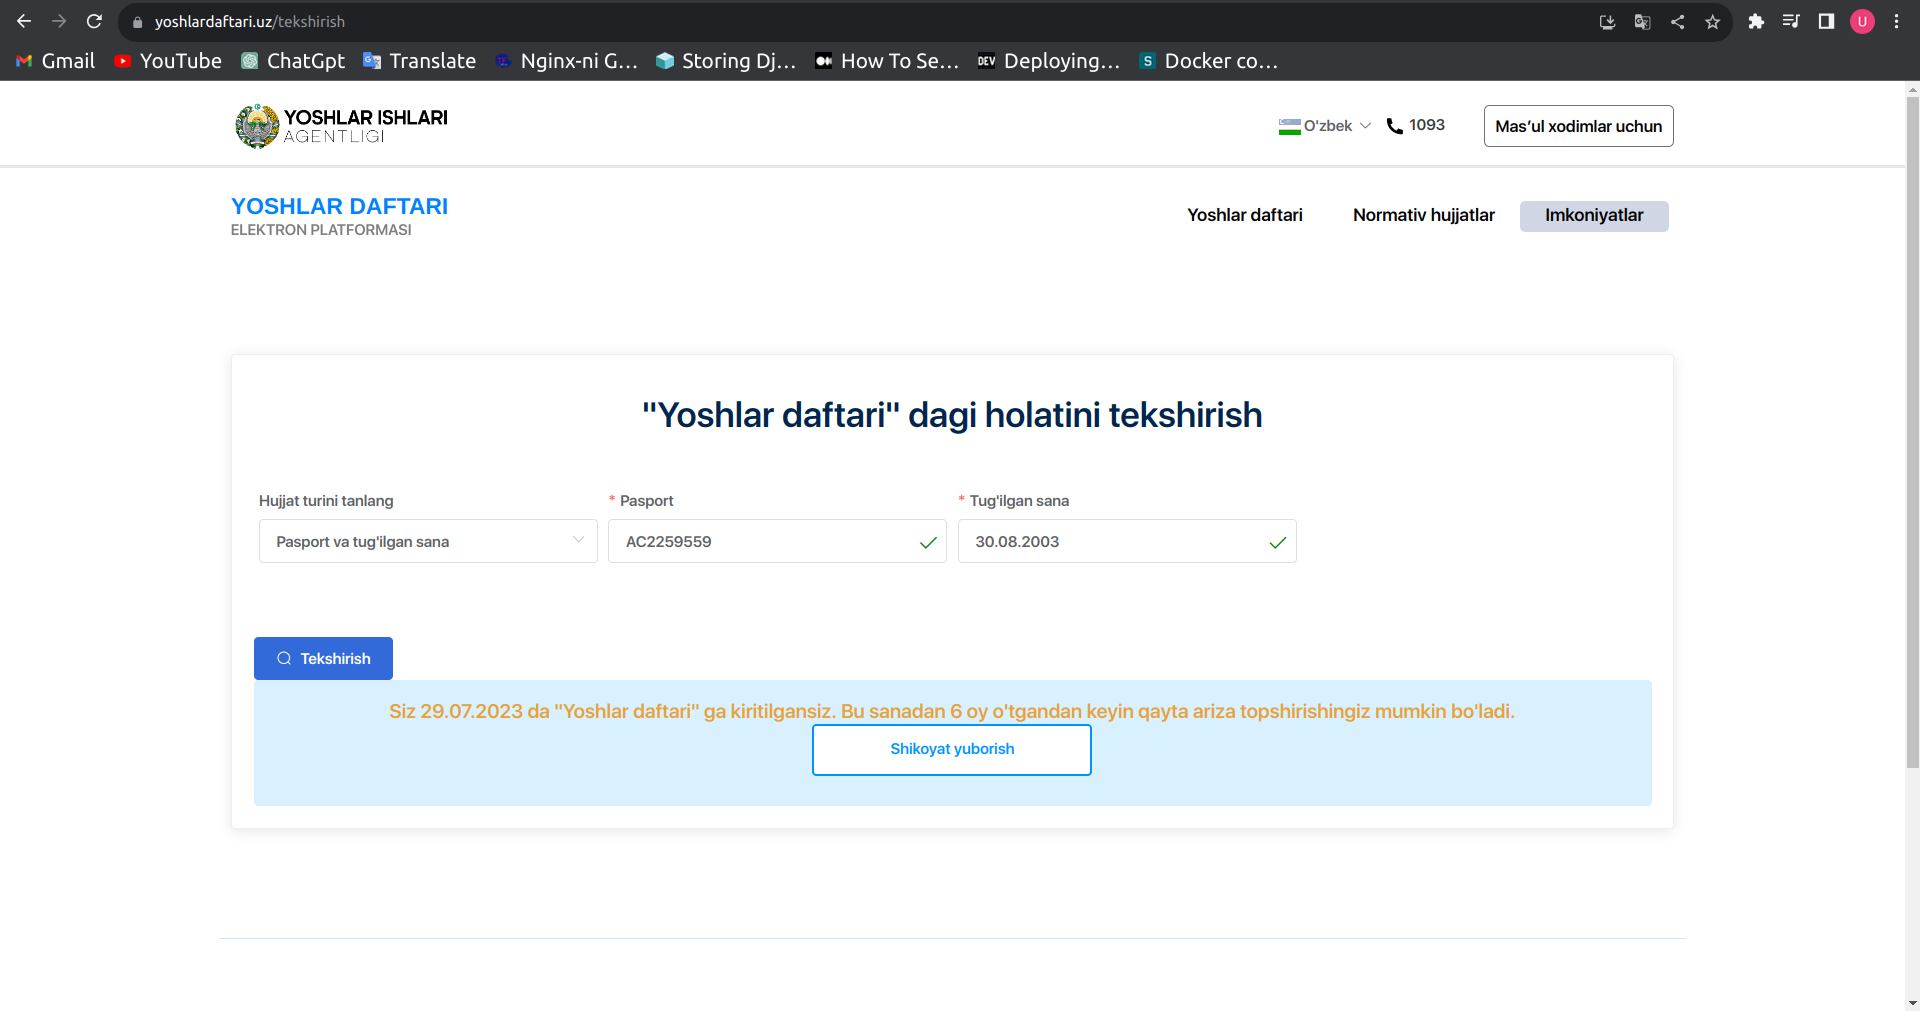 yoshlardaftari.uz/tekshirish
U
Gmail YouTube ChatGpt Translate Nginx-ni G... Storing Dj... How To Se... DEV Deploying... S Docker co...
YOSHLAR ISHLARI
AGENTLIGI
O'zbek 1093 Mas’ul xodimlar uchun
YOSHLAR DAFTARI
ELEKTRON PLATFORMASI
Yoshlar daftari Normativ hujjatlar Imkoniyatlar
"Yoshlar daftari" dagi holatini tekshirish
Hujjat turini tanlang * Pasport * Tug'ilgan sana
Pasport va tug'ilgan sana AC2259559 30.08.2003
Tekshirish
Siz 29.07.2023 da "Yoshlar daftari" ga kiritilgansiz. Bu sanadan 6 oy o'tgandan keyin qayta ariza topshirishingiz mumkin bo'ladi.
Shikoyat yuborish